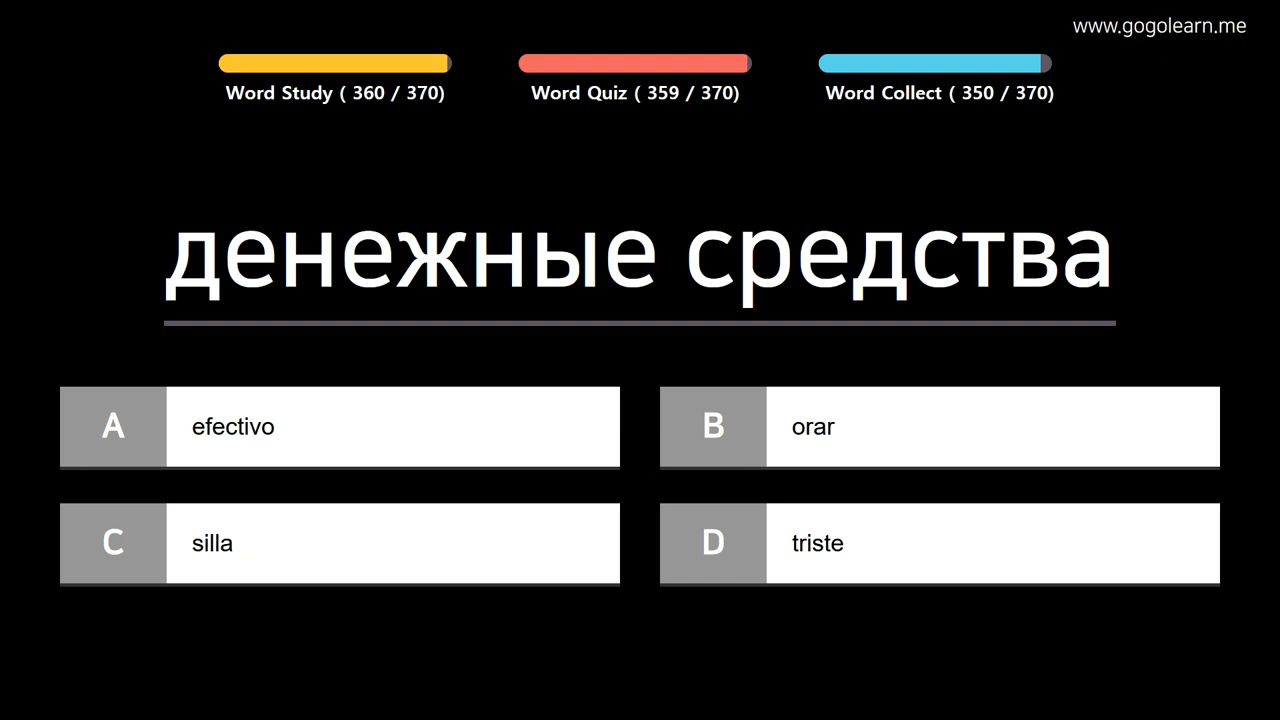 www.gogolearn.me
Word Study ( 360 / 370)
Word Quiz ( 359 / 370)
Word Collect ( 350 / 370)
денежные средства
A efectivo
B orar
C silla
D triste